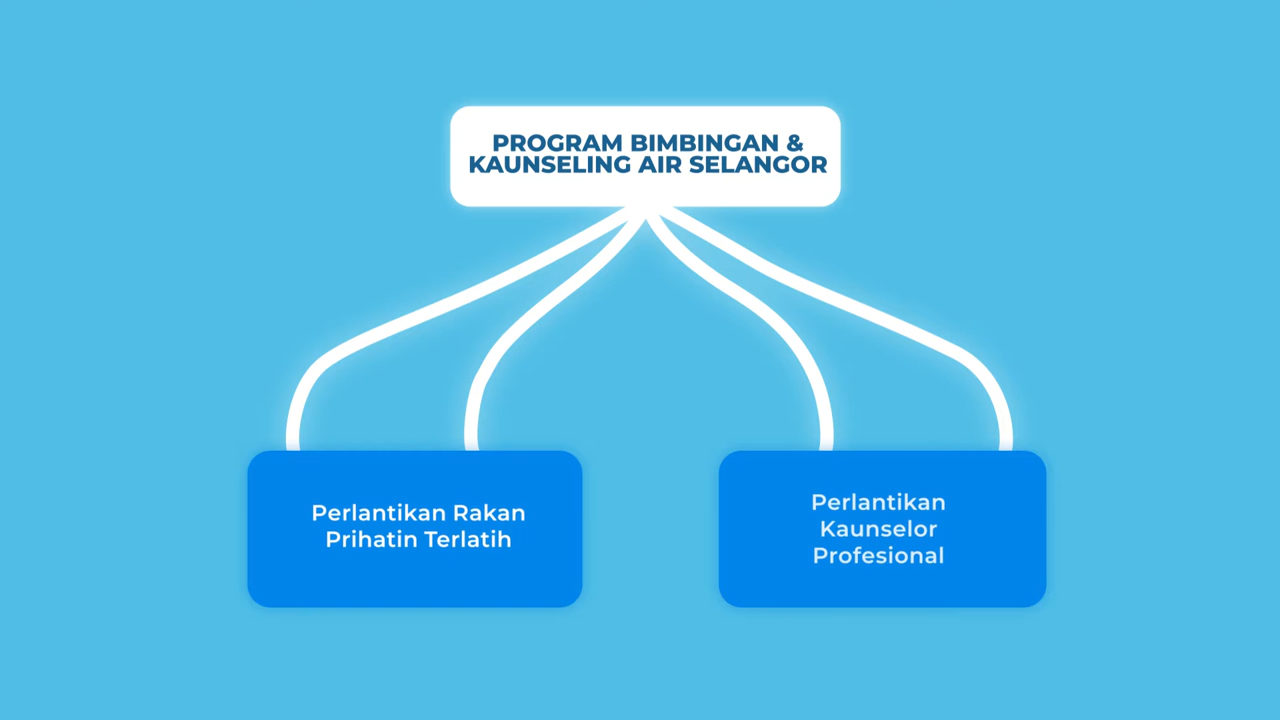 PROGRAM BIMBINGAN &
KAUNSELING AIR SELANGOR
Perlantikan Rakan
Prihatin Terlatih
Perlantikan
Kaunselor
Profesional